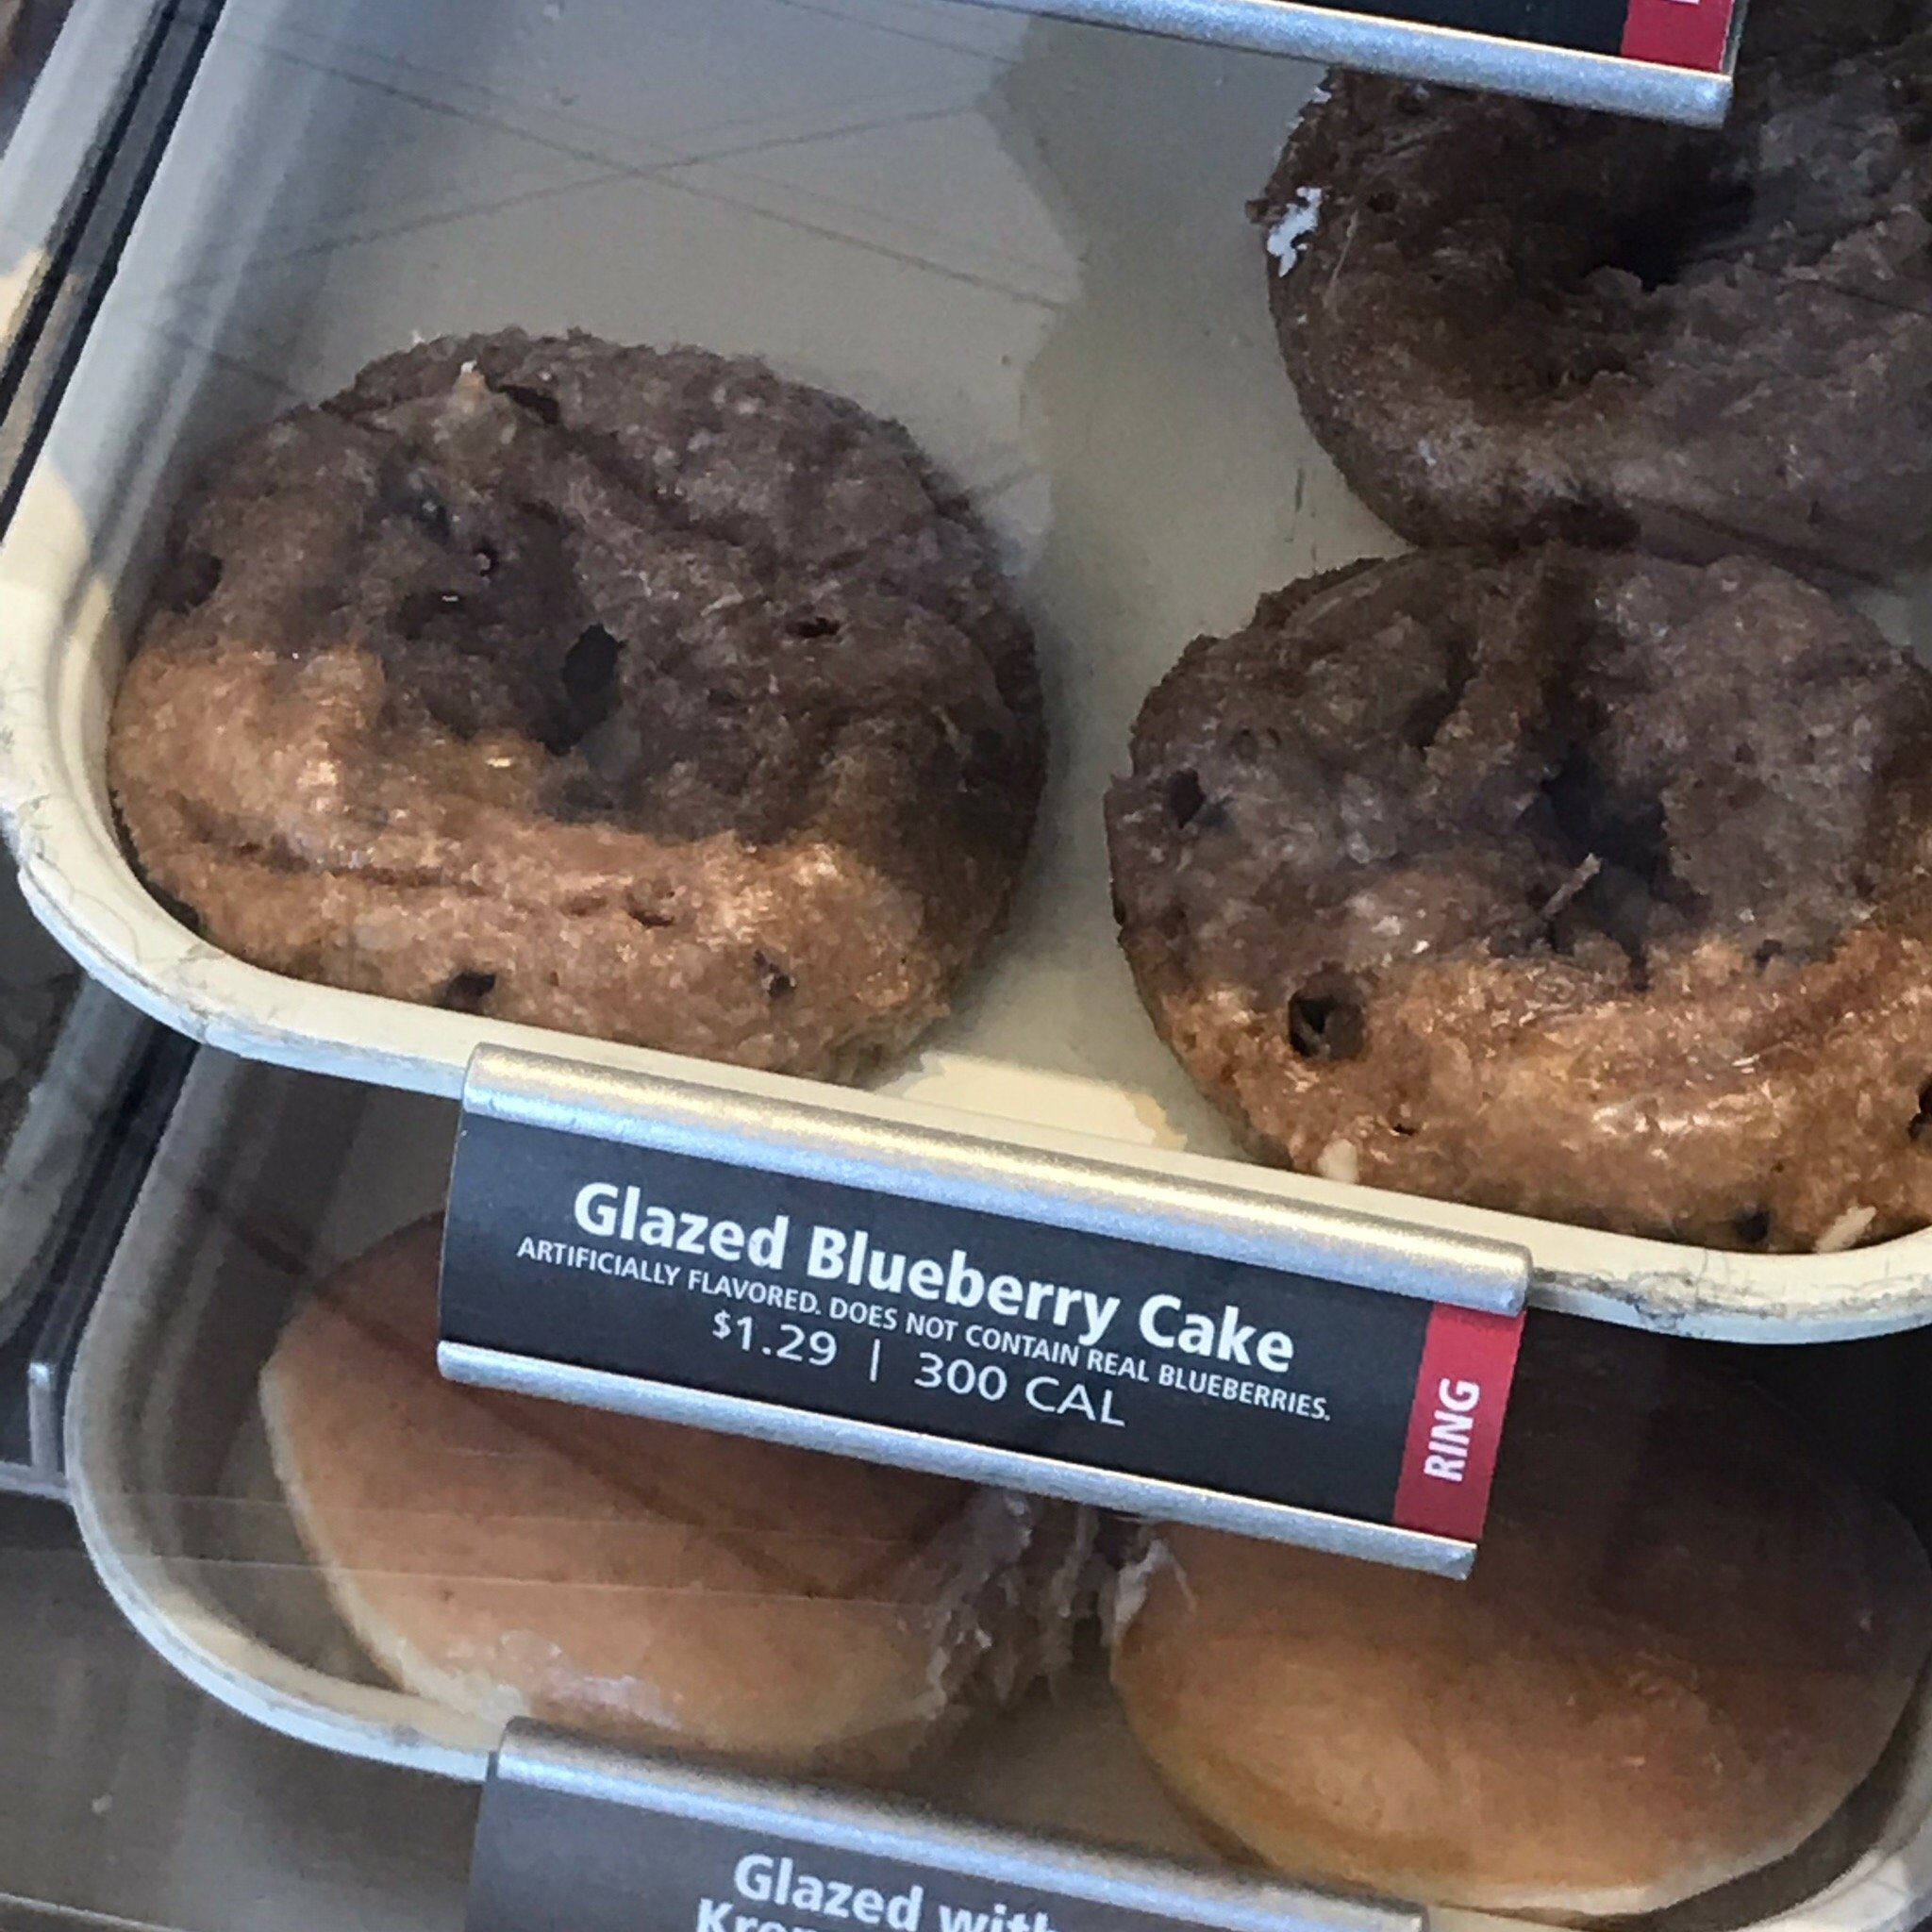 Glazed Blueberry Cake
ARTIFICIALLY FLAVORED. DOES NOT CONTAIN REAL BLUEBERRIES.
$1.29 | 300 CAL
RING
Glazed with